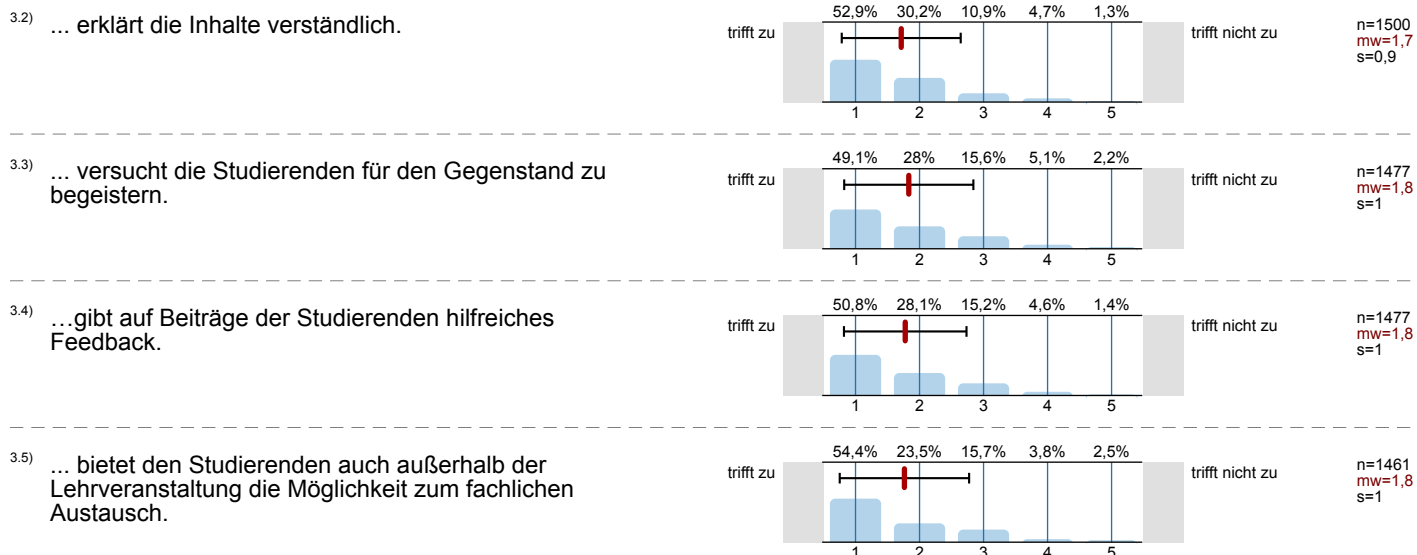 3.2) ... erklärt die Inhalte verständlich.
trifft zu
52,9% 30,2% 10,9% 4,7% 1,3%
1 2 3 4 5
trifft nicht zu
n=1500
mw=1,7
s=0,9
3.3) ... versucht die Studierenden für den Gegenstand zu
begeistern.
trifft zu
49,1% 28% 15,6% 5,1% 2,2%
1 2 3 4 5
trifft nicht zu
n=1477
mw=1,8
s=1
3.4) …gibt auf Beiträge der Studierenden hilfreiches
Feedback.
trifft zu
50,8% 28,1% 15,2% 4,6% 1,4%
1 2 3 4 5
trifft nicht zu
n=1477
mw=1,8
s=1
3.5) ... bietet den Studierenden auch außerhalb der
Lehrveranstaltung die Möglichkeit zum fachlichen
Austausch.
trifft zu
54,4% 23,5% 15,7% 3,8% 2,5%
1 2 3 4 5
trifft nicht zu
n=1461
mw=1,8
s=1